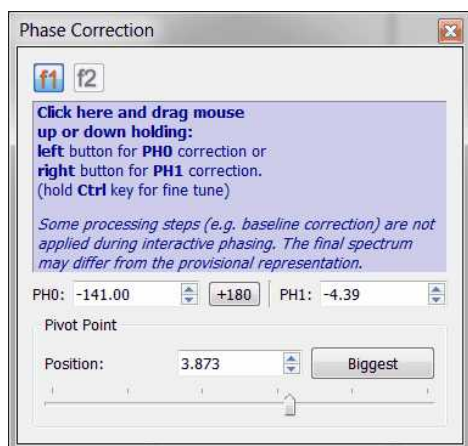 Phase Correction
f1 f2
Click here and drag mouse
up or down holding:
left button for PH0 correction or
right button for PH1 correction.
(hold Ctrl key for fine tune)
Some processing steps (e.g. baseline correction) are not
applied during interactive phasing. The final spectrum
may differ from the provisional representation.
PH0: -141.00 +180 PH1: -4.39
Pivot Point
Position: 3.873 Biggest